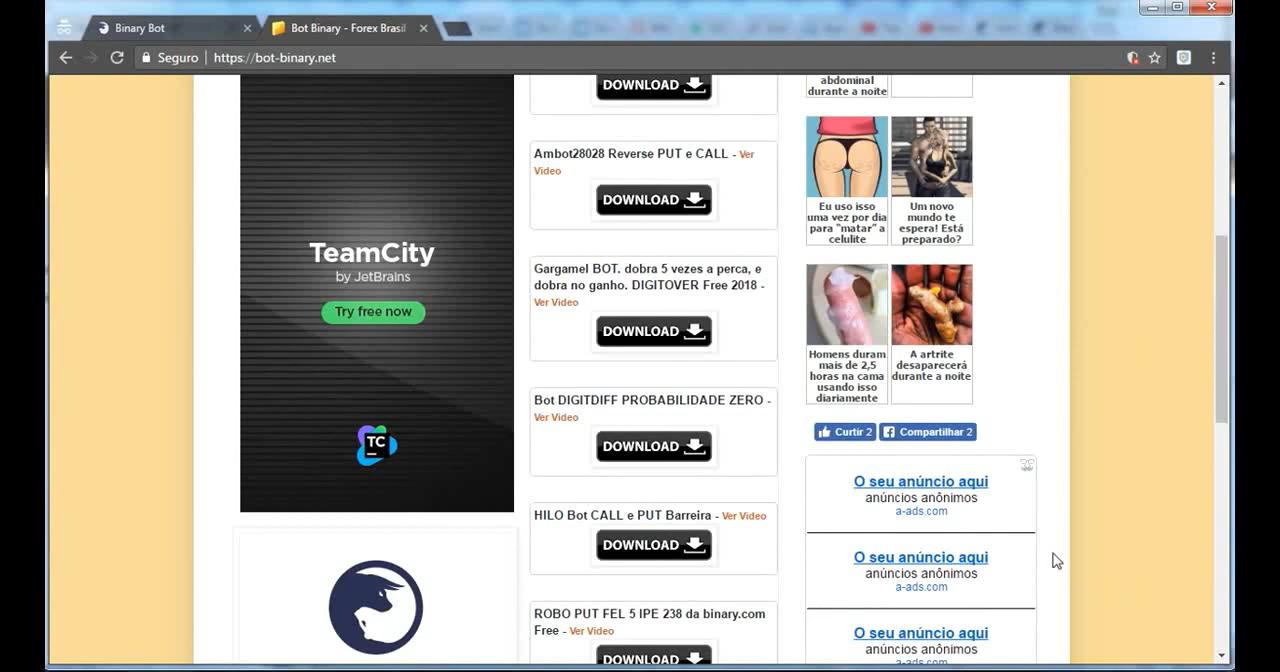 Binary Bot
Bot Binary - Forex Brasil
Seguro
https://bot-binary.net
TeamCity
by JetBrains
Try free now
TC
DOWNLOAD
Ambot28028 Reverse PUT e CALL - Ver
Video
DOWNLOAD
Gargamel BOT. dobra 5 vezes a perca, e
dobra no ganho. DIGITOVER Free 2018 -
Ver Video
DOWNLOAD
Bot DIGITDIFF PROBABILIDADE ZERO -
Ver Video
DOWNLOAD
HILO Bot CALL e PUT Barreira - Ver Video
DOWNLOAD
ROBO PUT FEL 5 IPE 238 da binary.com
Free - Ver Video
DOWNLOAD
abdominal
durante a noite
Eu uso isso
uma vez por dia
para "matar" a
celulite
Um novo
mundo te
espera! Está
preparado?
Homens duram
mais de 2,5
horas na cama
usando isso
diariamente
A artrite
desaparecerá
durante a noite
Curtir 2
Compartilhar 2
O seu anúncio aqui
anúncios anônimos
a-ads.com
O seu anúncio aqui
anúncios anônimos
a-ads.com
O seu anúncio aqui
anúncios anônimos
a-ads.com